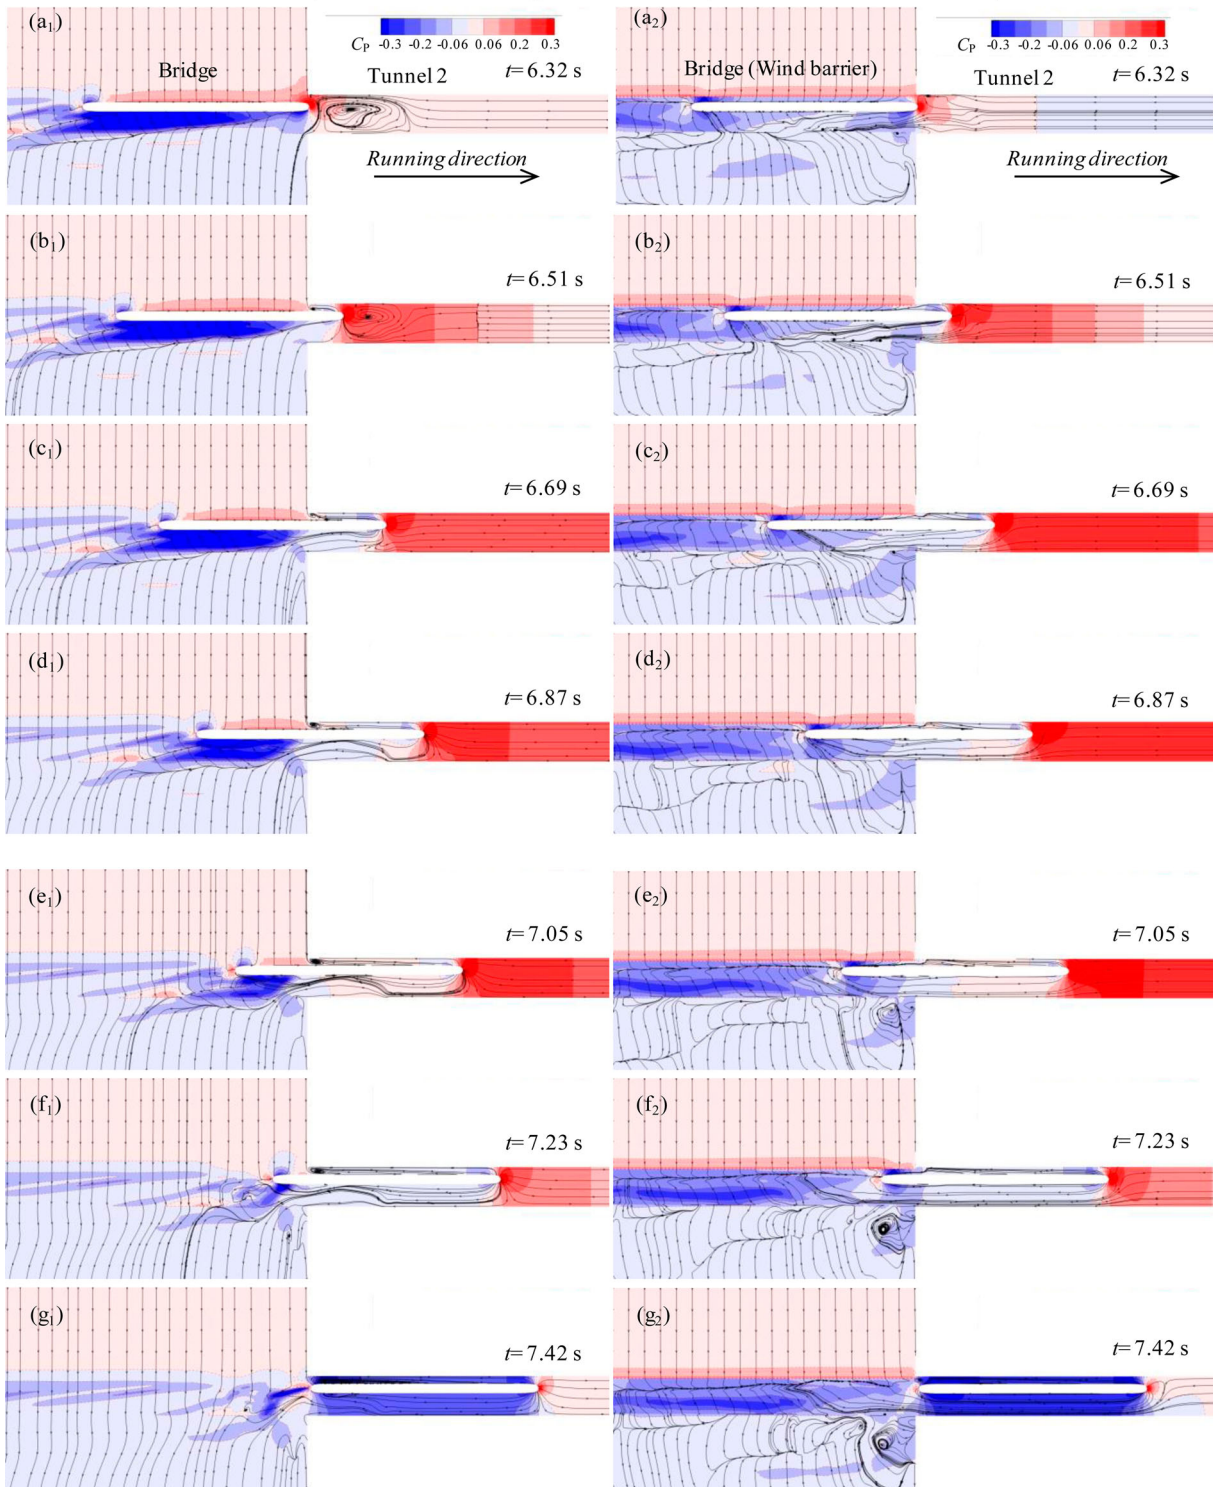 (a₁)
Cₚ -0.3 -0.2 -0.06 0.06 0.2 0.3
Bridge
Tunnel 2
t= 6.32 s
Running direction
(a₂)
Cₚ -0.3 -0.2 -0.06 0.06 0.2 0.3
Bridge (Wind barrier)
Tunnel 2
t= 6.32 s
Running direction
(b₁)
t= 6.51 s
(b₂)
t= 6.51 s
(c₁)
t= 6.69 s
(c₂)
t= 6.69 s
(d₁)
t= 6.87 s
(d₂)
t= 6.87 s
(e₁)
t= 7.05 s
(e₂)
t= 7.05 s
(f₁)
t= 7.23 s
(f₂)
t= 7.23 s
(g₁)
t= 7.42 s
(g₂)
t= 7.42 s